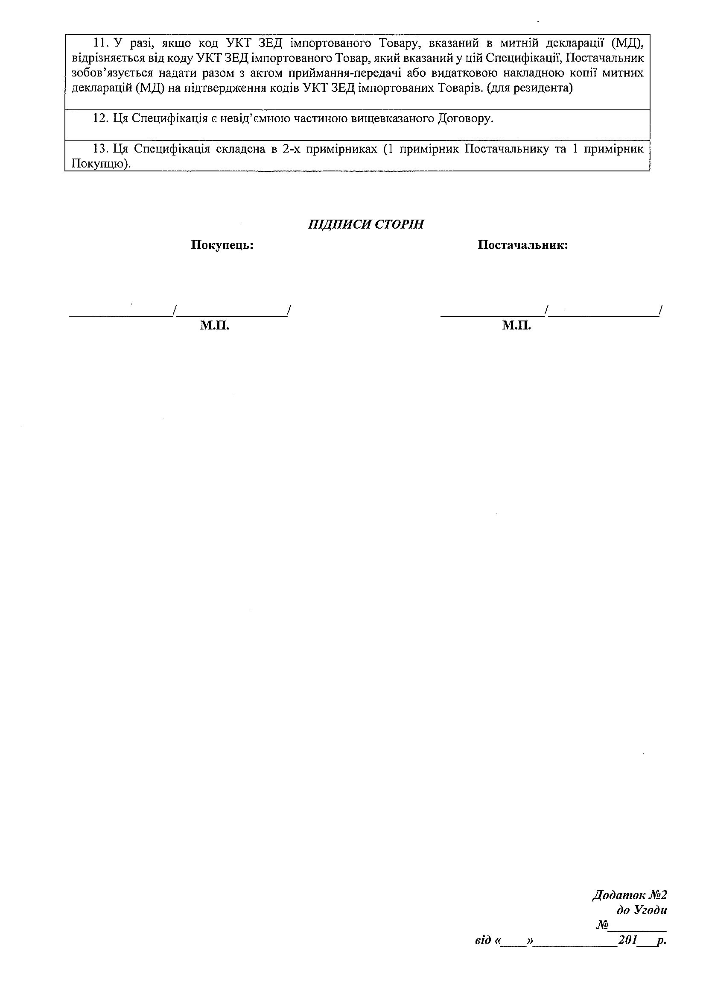 11. У разі, якщо код УКТ ЗЕД імпортованого Товару, вказаний в митній декларації (МД),
відрізняється від коду УКТ ЗЕД імпортованого Товар, який вказаний у цій Специфікації, Постачальник
зобов’язується надати разом з актом приймання-передачі або видатковою накладною копії митних
декларацій (МД) на підтвердження кодів УКТ ЗЕД імпортованих Товарів. (для резидента)
12. Ця Специфікація є невід’ємною частиною вищевказаного Договору.
13. Ця Специфікація складена в 2-х примірниках (1 примірник Постачальнику та 1 примірник
Покупцю).
ПІДПИСИ СТОРІН
Покупець: Постачальник:
________________/_________________/ ________________/_________________/
М.П. М.П.
Додаток №2
до Угоди
№_________
від «____»_____________201___р.